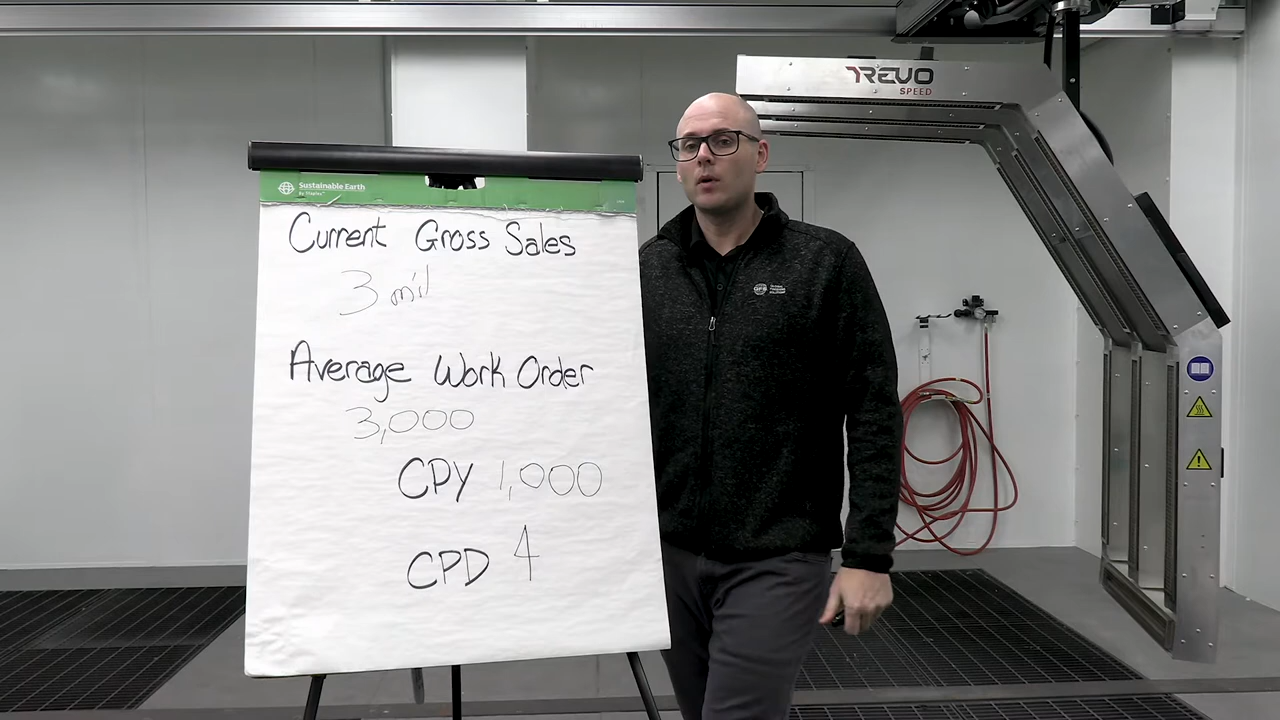 TREVO
SPEED
Sustainable Earth
Current Gross Sales
3 mil
Average Work Order
3,000
CPY 1,000
CPD 4
GFS